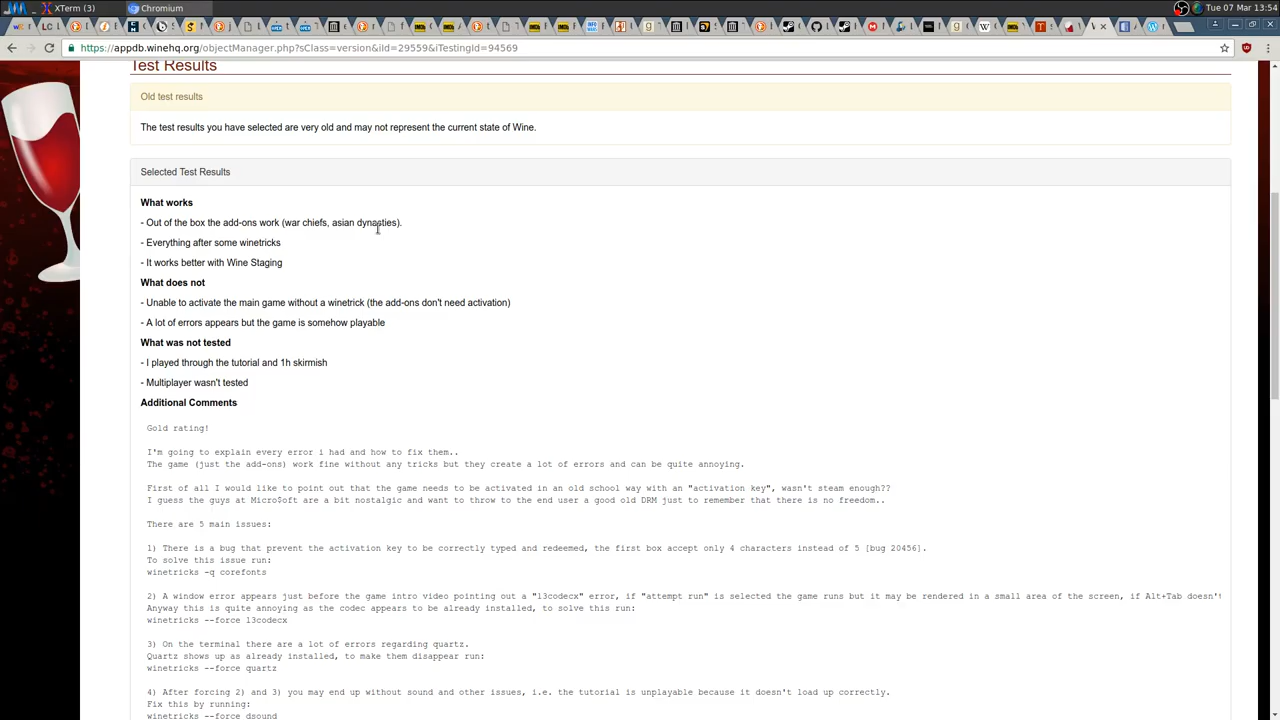 XTerm (3)
Chromium
Tue 07 Mar 13:54
https://appdb.winehq.org/objectManager.php?sClass=version&iId=29559&iTestingId=94569
Test Results
Old test results
The test results you have selected are very old and may not represent the current state of Wine.
Selected Test Results
What works
- Out of the box the add-ons work (war chiefs, asian dynasties).
- Everything after some winetricks
- It works better with Wine Staging
What does not
- Unable to activate the main game without a winetrick (the add-ons don't need activation)
- A lot of errors appears but the game is somehow playable
What was not tested
- I played through the tutorial and 1h skirmish
- Multiplayer wasn't tested
Additional Comments
Gold rating!
I'm going to explain every error i had and how to fix them..
The game (just the add-ons) work fine without any tricks but they create a lot of errors and can be quite annoying.
First of all I would like to point out that the game needs to be activated in an old school way with an "activation key", wasn't steam enough??
I guess the guys at Micro$oft are a bit nostalgic and want to throw to the end user a good old DRM just to remember that there is no freedom..
There are 5 main issues:
1) There is a bug that prevent the activation key to be correctly typed and redeemed, the first box accept only 4 characters instead of 5 [bug 20456].
To solve this issue run:
winetricks -q corefonts
2) A window error appears just before the game intro video pointing out a "l3codecx" error, if "attempt run" is selected the game runs but it may be rendered in a small area of the screen, if Alt+Tab doesn't
Anyway this is quite annoying as the codec appears to be already installed, to solve this run:
winetricks --force l3codecx
3) On the terminal there are a lot of errors regarding quartz.
Quartz shows up as already installed, to make them disappear run:
winetricks --force quartz
4) After forcing 2) and 3) you may end up without sound and other issues, i.e. the tutorial is unplayable because it doesn't load up correctly.
Fix this by running:
winetricks --force dsound